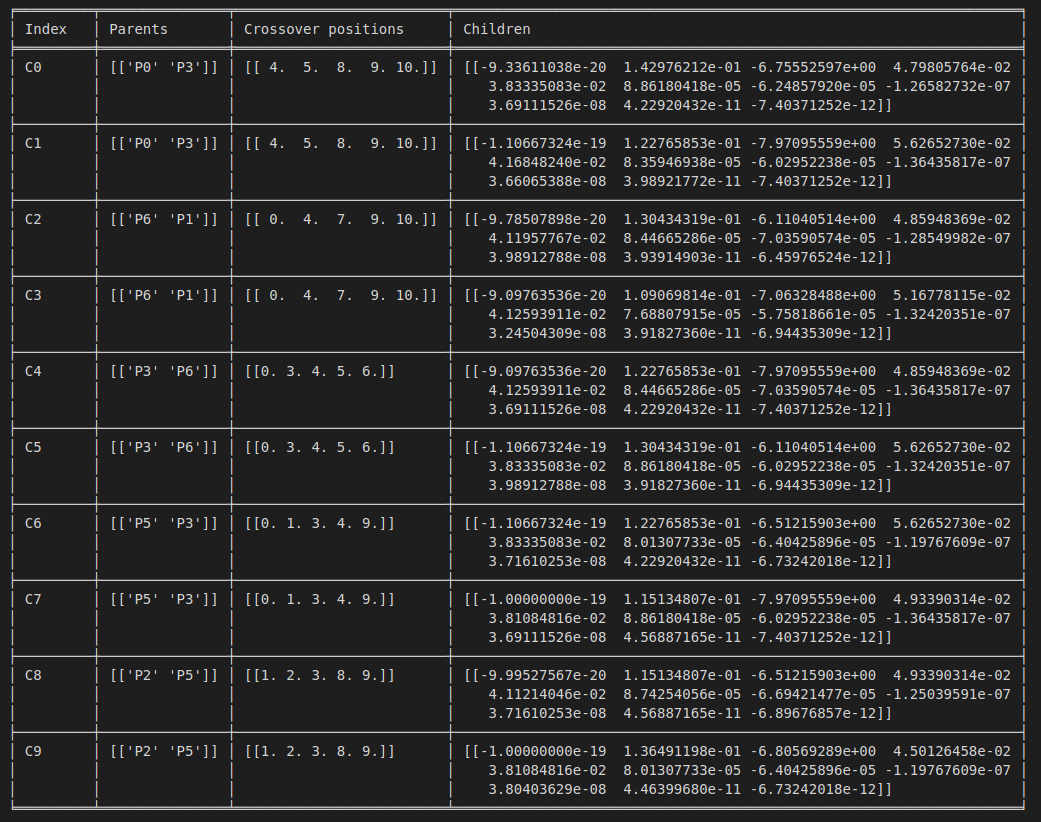 Index Parents Crossover positions Children
C0 [['P0' 'P3']] [[ 4. 5. 8. 9. 10.]] [[-9.33611038e-20 1.42976212e-01 -6.75552597e+00 4.79805764e-02
3.83335083e-02 8.86180418e-05 -6.24857920e-05 -1.26582732e-07
3.69111526e-08 4.22920432e-11 -7.40371252e-12]]
C1 [['P0' 'P3']] [[ 4. 5. 8. 9. 10.]] [[-1.10667324e-19 1.22765853e-01 -7.97095559e+00 5.62652730e-02
4.16848240e-02 8.35946938e-05 -6.02952238e-05 -1.36435817e-07
3.66065388e-08 3.98921772e-11 -7.40371252e-12]]
C2 [['P6' 'P1']] [[ 0. 4. 7. 9. 10.]] [[-9.78507898e-20 1.30434319e-01 -6.11040514e+00 4.85948369e-02
4.11957767e-02 8.44665286e-05 -7.03590574e-05 -1.28549982e-07
3.98912788e-08 3.93914903e-11 -6.45976524e-12]]
C3 [['P6' 'P1']] [[ 0. 4. 7. 9. 10.]] [[-9.09763536e-20 1.09069814e-01 -7.06328488e+00 5.16778115e-02
4.12593911e-02 7.68807915e-05 -5.75818661e-05 -1.32420351e-07
3.24504309e-08 3.91827360e-11 -6.94435309e-12]]
C4 [['P3' 'P6']] [[0. 3. 4. 5. 6.]] [[-9.09763536e-20 1.22765853e-01 -7.97095559e+00 4.85948369e-02
4.12593911e-02 8.44665286e-05 -7.03590574e-05 -1.36435817e-07
3.69111526e-08 4.22920432e-11 -7.40371252e-12]]
C5 [['P3' 'P6']] [[0. 3. 4. 5. 6.]] [[-1.10667324e-19 1.30434319e-01 -6.11040514e+00 5.62652730e-02
3.83335083e-02 8.86180418e-05 -6.02952238e-05 -1.32420351e-07
3.98912788e-08 3.91827360e-11 -6.94435309e-12]]
C6 [['P5' 'P3']] [[0. 1. 3. 4. 9.]] [[-1.10667324e-19 1.22765853e-01 -6.51215903e+00 5.62652730e-02
3.83335083e-02 8.01307733e-05 -6.40425896e-05 -1.19767609e-07
3.71610253e-08 4.22920432e-11 -6.73242018e-12]]
C7 [['P5' 'P3']] [[0. 1. 3. 4. 9.]] [[-1.00000000e-19 1.15134807e-01 -7.97095559e+00 4.93390314e-02
3.81084816e-02 8.86180418e-05 -6.02952238e-05 -1.36435817e-07
3.69111526e-08 4.56887165e-11 -7.40371252e-12]]
C8 [['P2' 'P5']] [[1. 2. 3. 8. 9.]] [[-9.99527567e-20 1.15134807e-01 -6.51215903e+00 4.93390314e-02
4.11214046e-02 8.74254056e-05 -6.69421477e-05 -1.25039591e-07
3.71610253e-08 4.56887165e-11 -6.89676857e-12]]
C9 [['P2' 'P5']] [[1. 2. 3. 8. 9.]] [[-1.00000000e-19 1.36491198e-01 -6.80569289e+00 4.50126458e-02
3.81084816e-02 8.01307733e-05 -6.40425896e-05 -1.19767609e-07
3.80403629e-08 4.46399680e-11 -6.73242018e-12]]